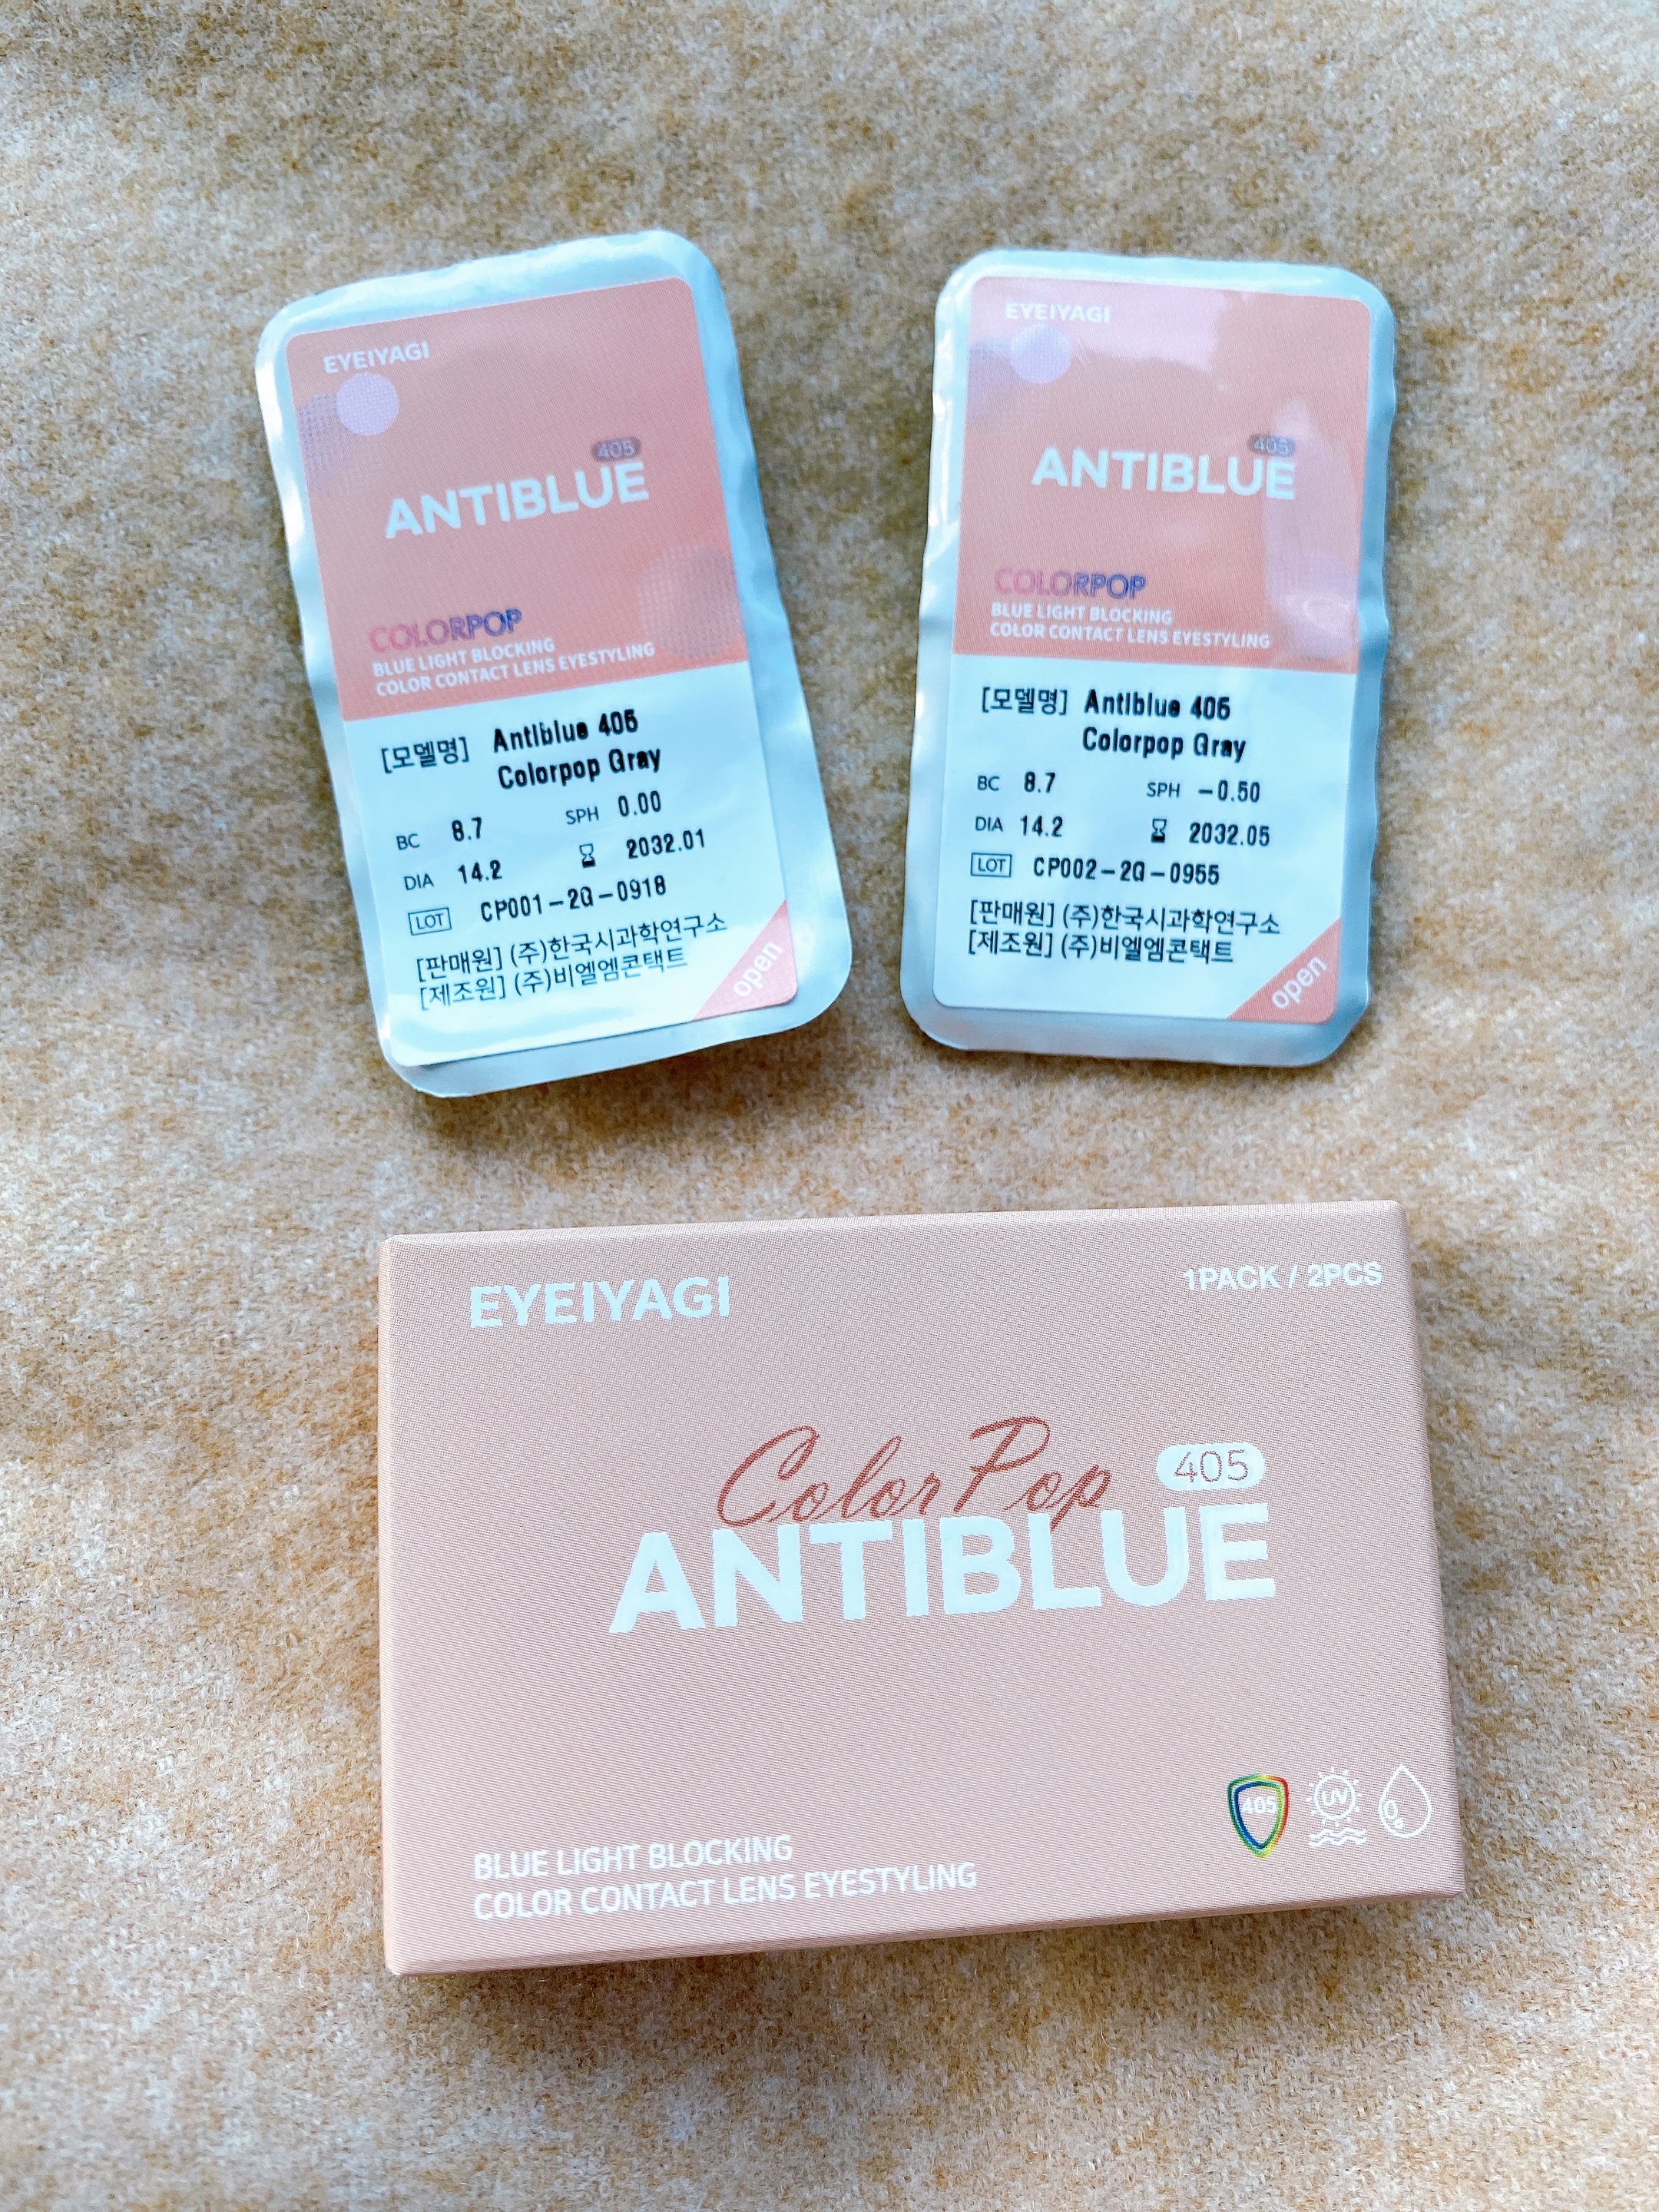 EYEIYAGI
405
ANTIBLUE
COLORPOP
BLUE LIGHT BLOCKING
COLOR CONTACT LENS EYESTYLING
[모델명] Antiblue 405
Colorpop Gray
BC 8.7 SPH 0.00
DIA 14.2 2032.01
LOT CP001-2Q-0918
[판매원] (주)한국시과학연구소
[제조원] (주)비엘엠콘택트
open
EYEIYAGI
405
ANTIBLUE
COLORPOP
BLUE LIGHT BLOCKING
COLOR CONTACT LENS EYESTYLING
[모델명] Antiblue 405
Colorpop Gray
BC 8.7 SPH -0.50
DIA 14.2 2032.05
LOT CP002-2Q-0955
[판매원] (주)한국시과학연구소
[제조원] (주)비엘엠콘택트
open
EYEIYAGI
1PACK / 2PCS
ColorPop 405
ANTIBLUE
405 UV
BLUE LIGHT BLOCKING
COLOR CONTACT LENS EYESTYLING